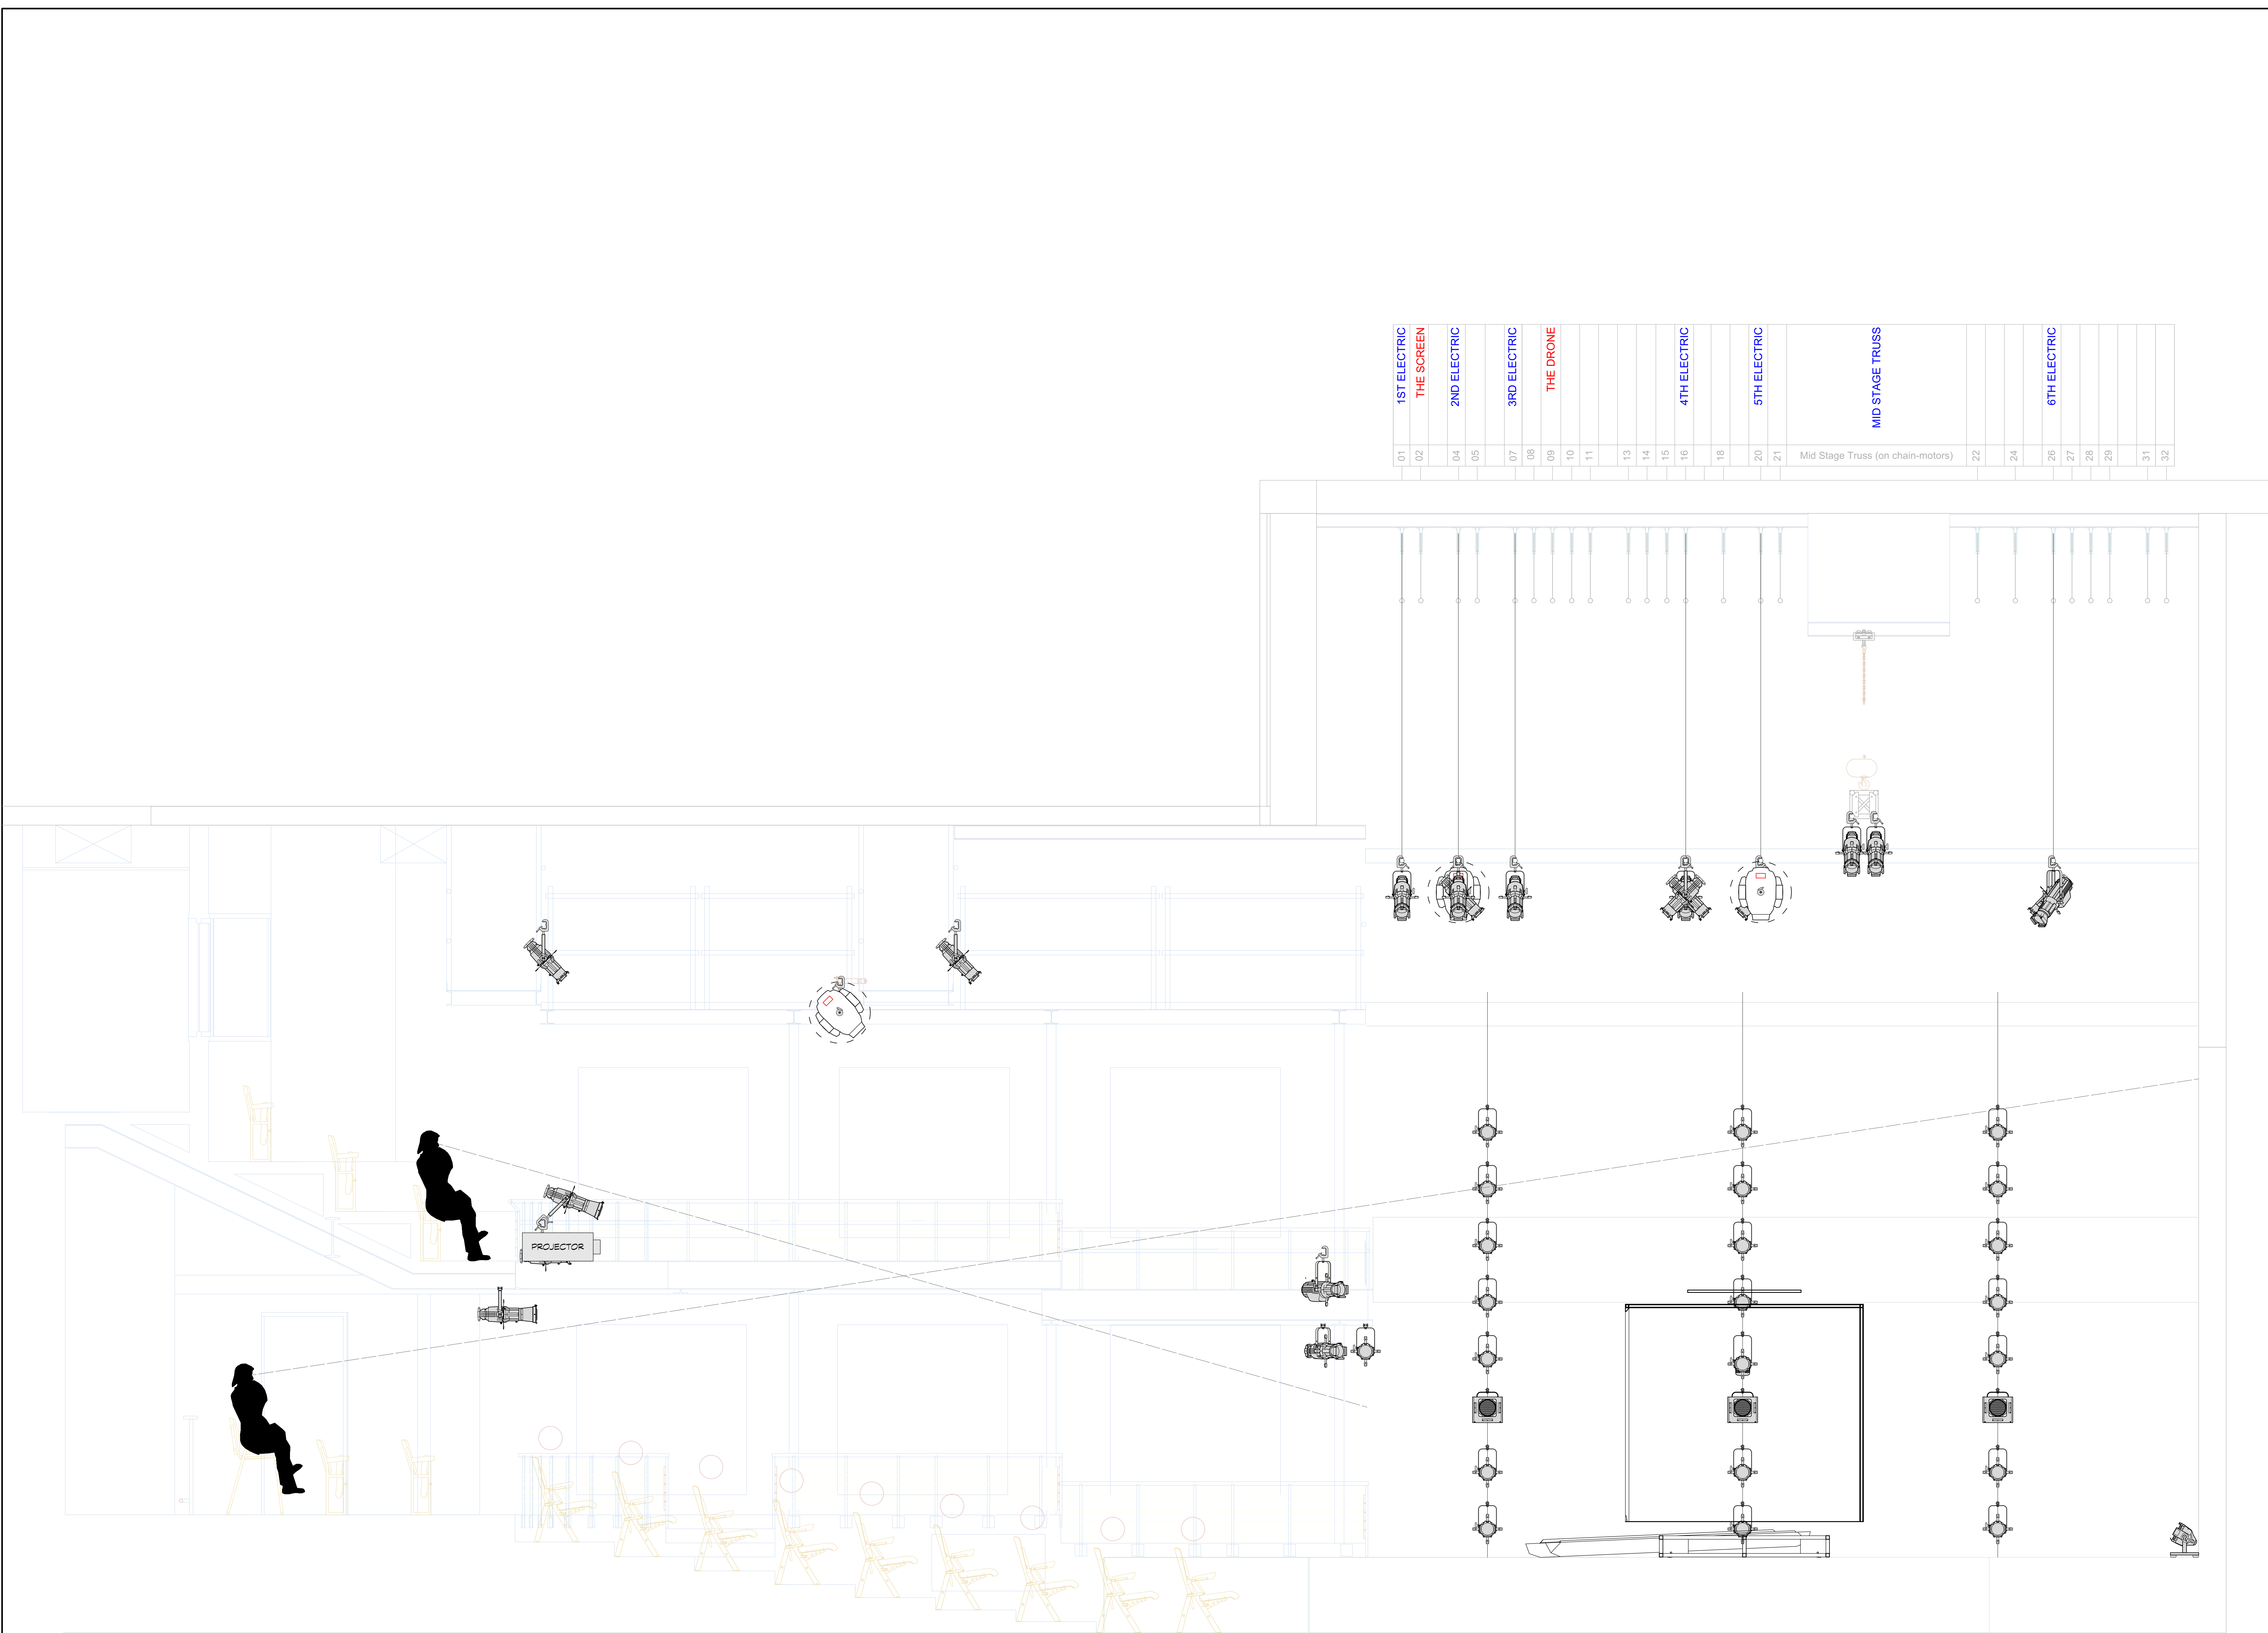 1ST ELECTRIC
THE SCREEN
2ND ELECTRIC
3RD ELECTRIC
THE DRONE
4TH ELECTRIC
5TH ELECTRIC
MID STAGE TRUSS
6TH ELECTRIC
01
02
04
05
07
08
09
10
11
13
14
15
16
18
20
21
Mid Stage Truss (on chain-motors)
22
24
26
27
28
29
31
32
PROJECTOR